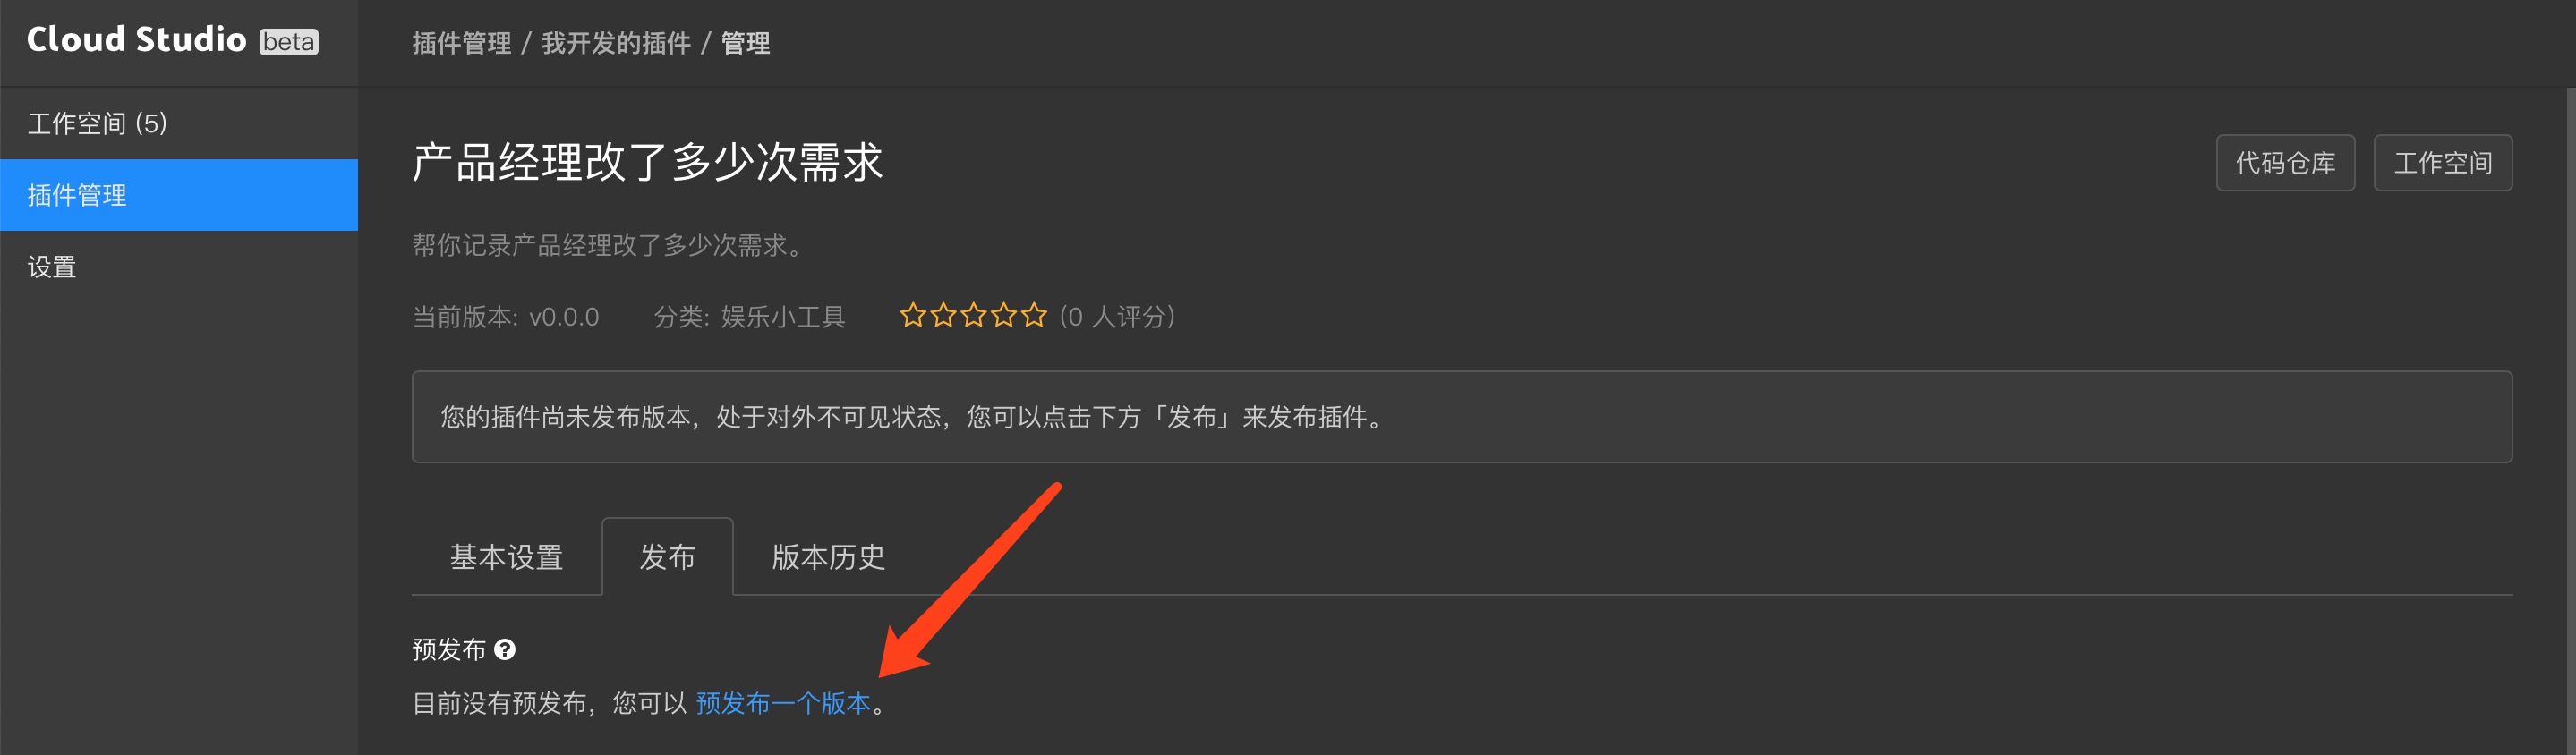 Cloud Studio beta
插件管理 / 我开发的插件 / 管理
工作空间 (5)
插件管理
设置
产品经理改了多少次需求
代码仓库
工作空间
帮你记录产品经理改了多少次需求。
当前版本: v0.0.0 分类: 娱乐小工具 (0 人评分)
您的插件尚未发布版本，处于对外不可见状态，您可以点击下方「发布」来发布插件。
基本设置 发布 版本历史
预发布 ?
目前没有预发布，您可以 预发布一个版本。